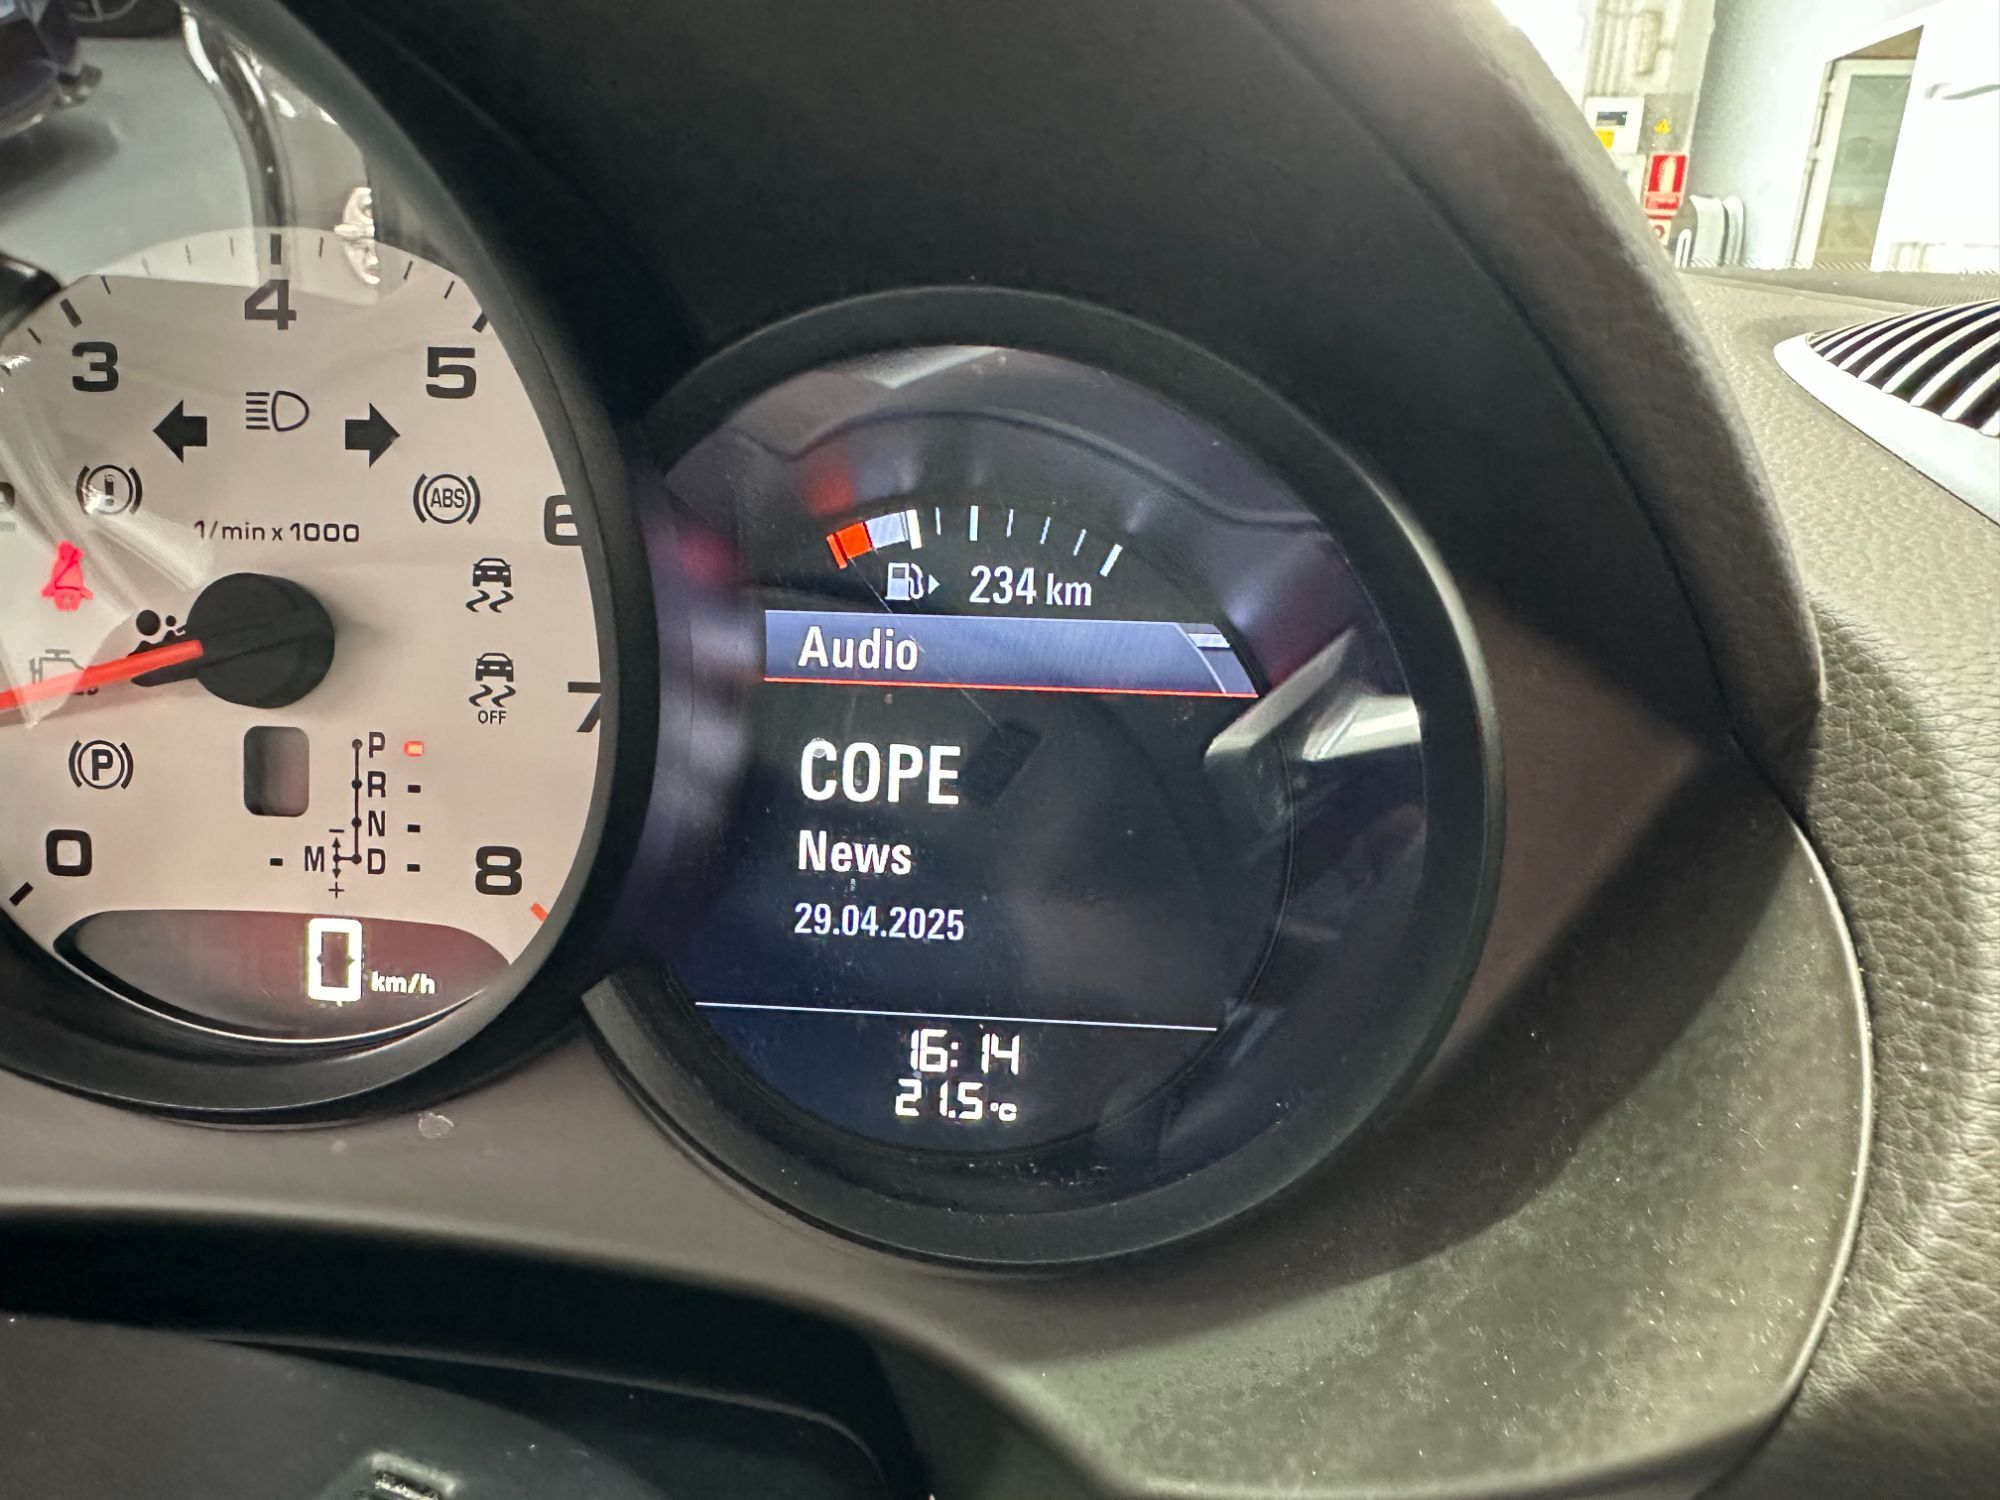 4
3
5
ABS
6
1/min x 1000
OFF
7
P
P
R
N
- M D -
+
0
8
0 km/h
234 km
Audio
COPE
News
29.04.2025
16:14
21.5°C